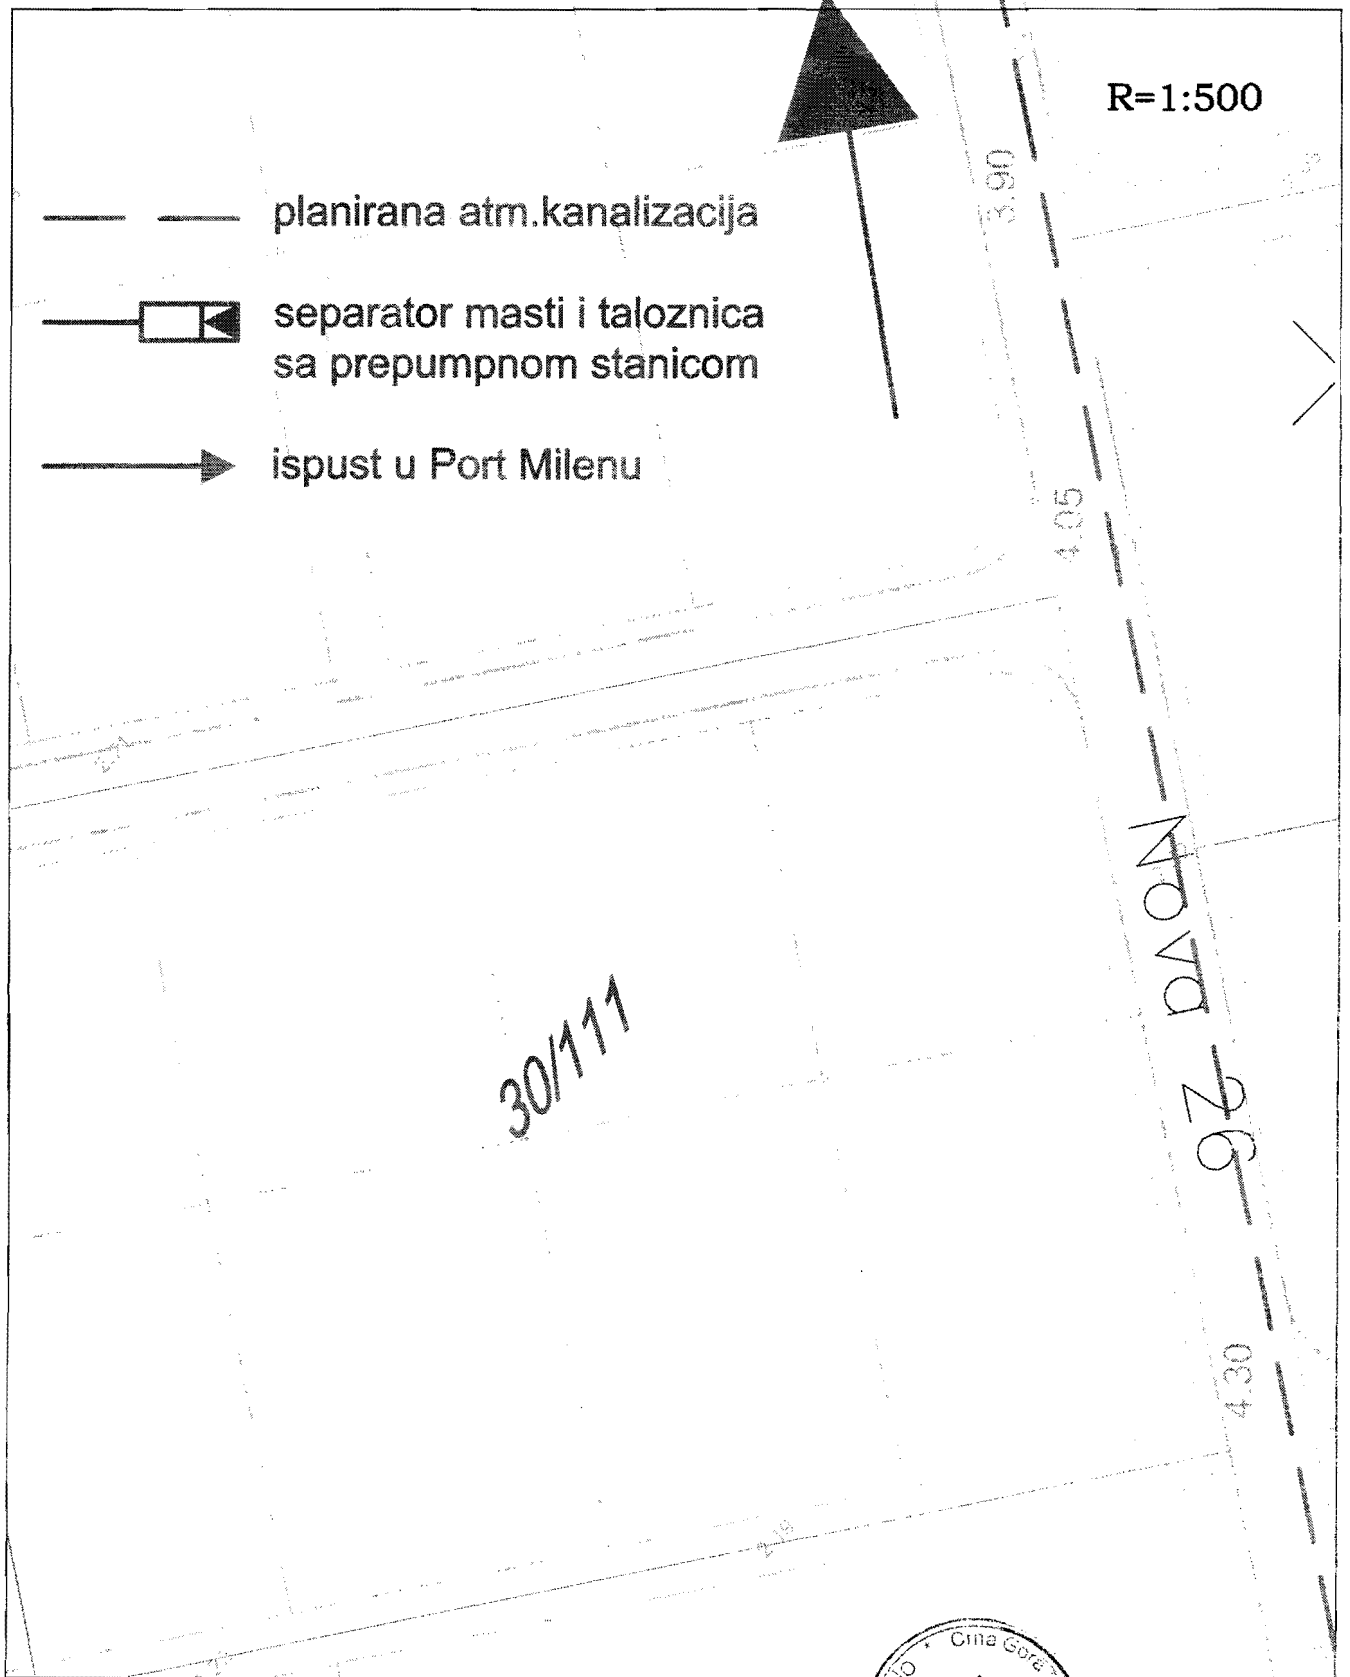 R=1:500
planirana atm.kanalizacija
separator masti i taloznica
sa prepumpnom stanicom
ispust u Port Milenu
3.90
4.05
Nova 26
30/111
4.30
Crna Gora